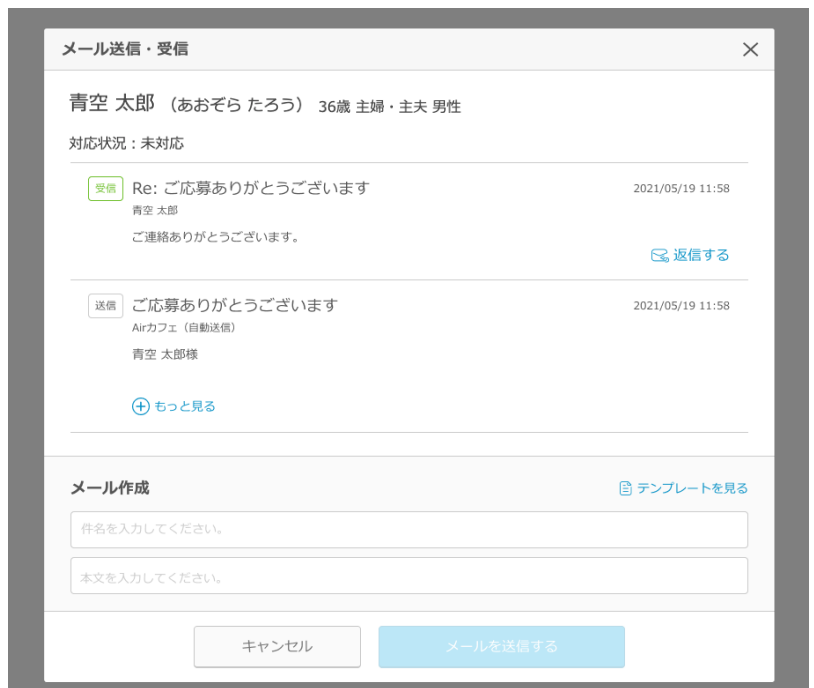 メール送信・受信
青空 太郎 （あおぞら たろう） 36歳 主婦・主夫 男性
対応状況：未対応
受信 Re: ご応募ありがとうございます 2021/05/19 11:58
青空 太郎
ご連絡ありがとうございます。
返信する
送信 ご応募ありがとうございます 2021/05/19 11:58
Airカフェ（自動送信）
青空 太郎様
もっと見る
メール作成 テンプレートを見る
件名を入力してください。
本文を入力してください。
キャンセル メールを送信する